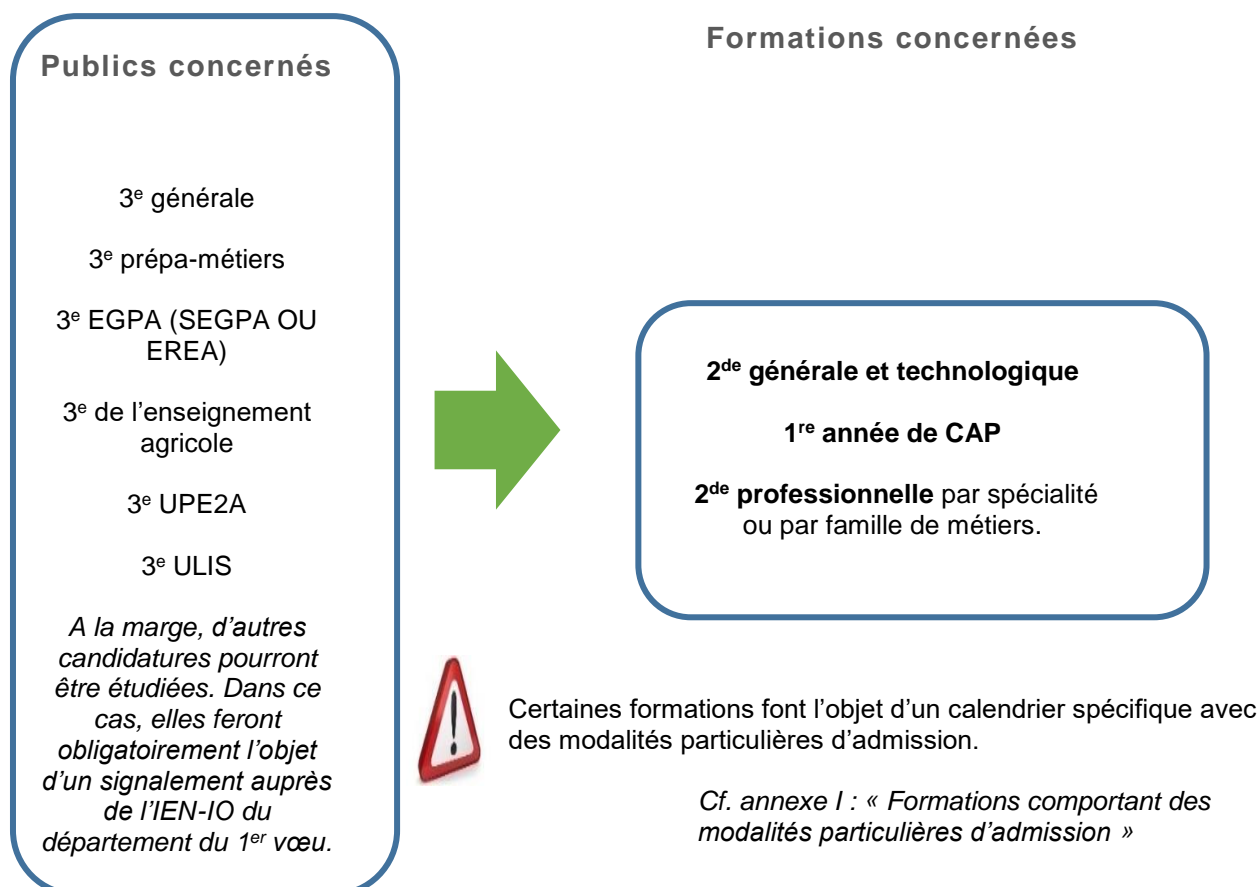 Publics concernés
3e générale
3e prépa-métiers
3e EGPA (SEGPA OU
EREA)
3e de l’enseignement
agricole
3e UPE2A
3e ULIS
A la marge, d’autres
candidatures pourront
être étudiées. Dans ce
cas, elles feront
obligatoirement l’objet
d’un signalement auprès
de l’IEN-IO du
département du 1er vœu.
Formations concernées
2de générale et technologique
1re année de CAP
2de professionnelle par spécialité
ou par famille de métiers.
Certaines formations font l’objet d’un calendrier spécifique avec
des modalités particulières d’admission.
Cf. annexe I : « Formations comportant des
modalités particulières d’admission »